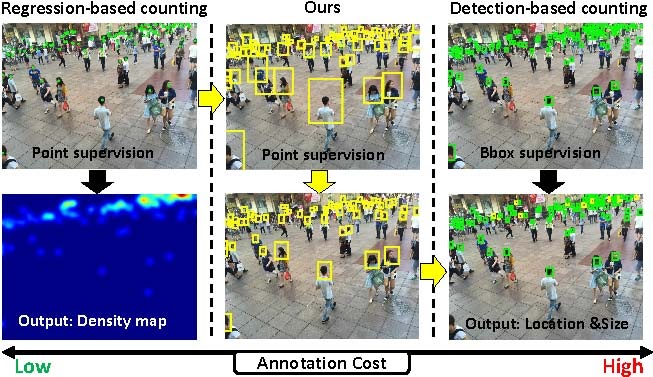 Regression-based counting
Ours
Detection-based counting
Point supervision
Point supervision
Bbox supervision
Output: Density map
Output: Location &Size
Low
Annotation Cost
High